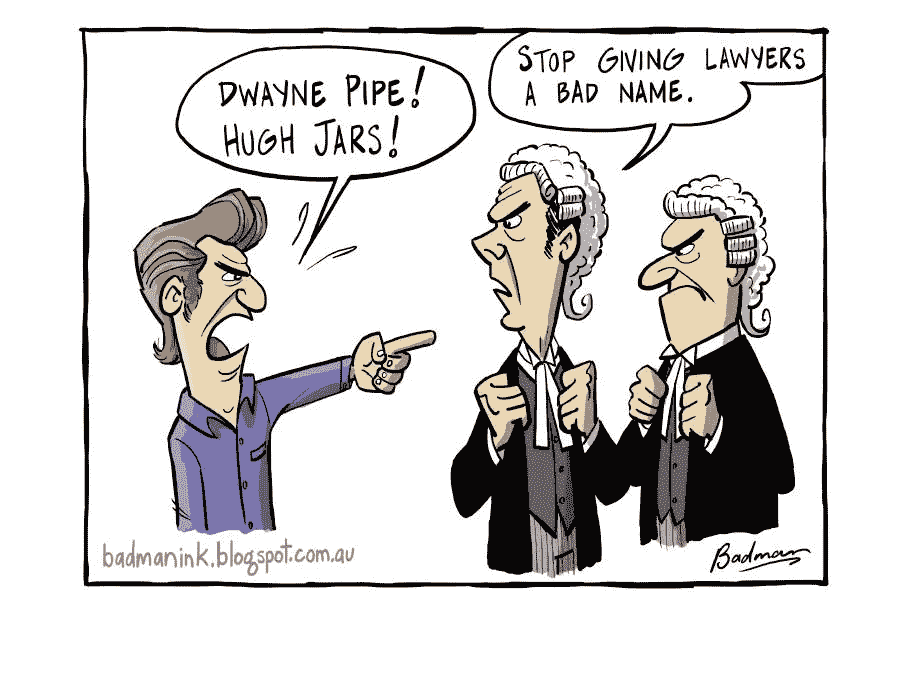 DWAYNE PIPE!
HUGH JARS!
STOP GIVING LAWYERS
A BAD NAME.
badmanink.blogspot.com.au
Badman